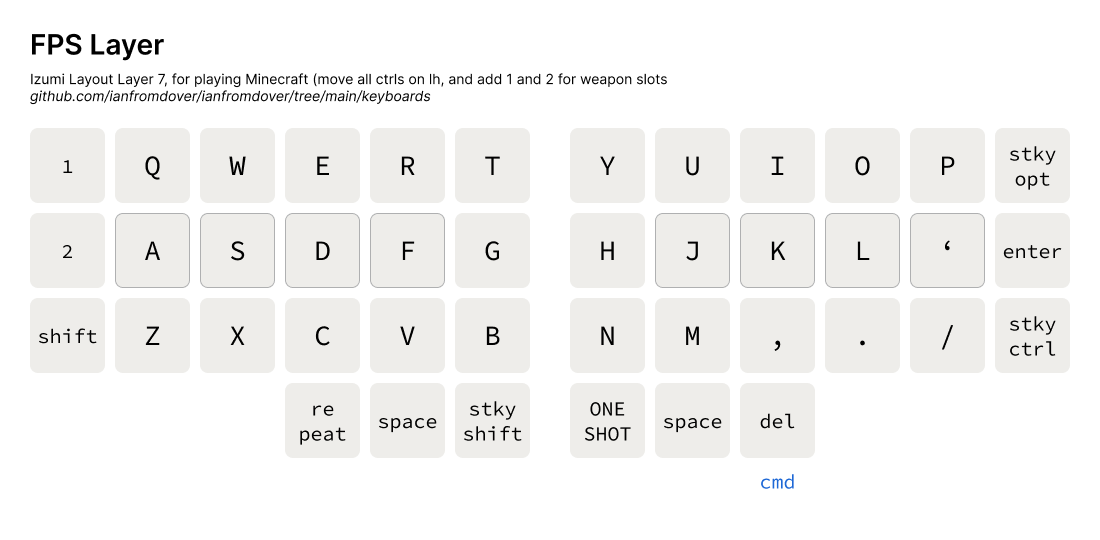 FPS Layer
Izumi Layout Layer 7, for playing Minecraft (move all ctrls on lh, and add 1 and 2 for weapon slots
github.com/ianfromdover/ianfromdover/tree/main/keyboards
1 Q W E R T Y U I O P stky opt
2 A S D F G H J K L ‘ enter
shift Z X C V B N M , . / stky ctrl
re peat space stky shift ONE SHOT space del
cmd